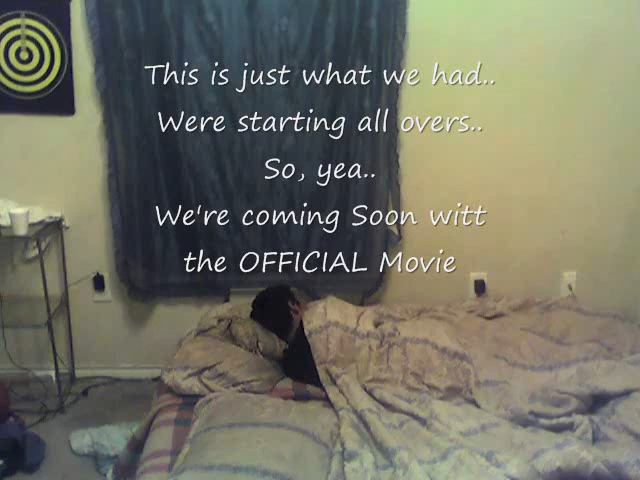 This is just what we had..
Were starting all overs..
So, yea..
We're coming Soon witt
the OFFICIAL Movie